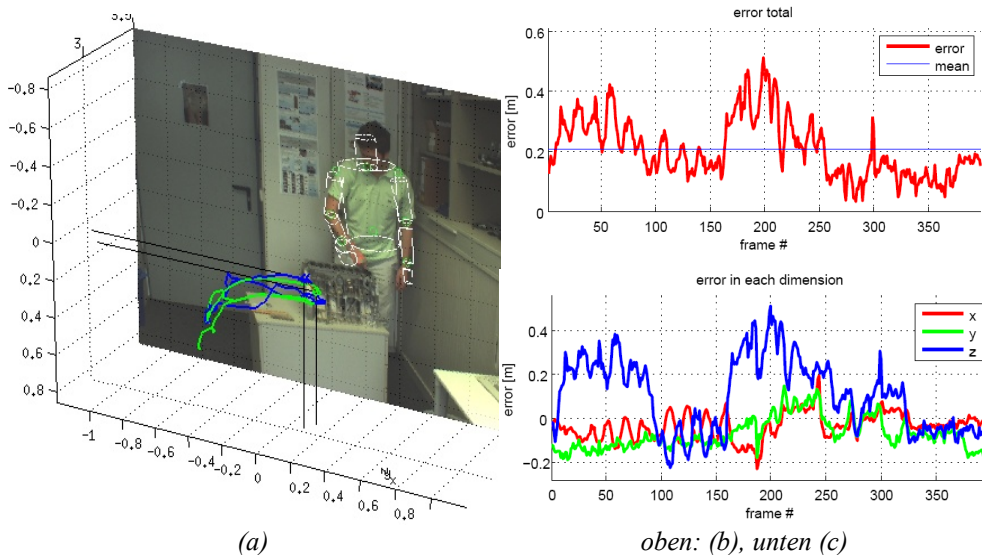 3.5
3
-0.8
-0.6
-0.4
-0.2
0
0.2
0.4
0.6
0.8
-1
-0.8
-0.6
-0.4
-0.2
0
0.2
0.4
0.6
0.8
x
(a)
error total
0.6
0.4
0.2
0
error [m]
error
mean
50 100 150 200 250 300 350
frame #
error in each dimension
0.4
0.2
0
−0.2
error [m]
x
y
z
0 50 100 150 200 250 300 350
frame #
oben: (b), unten (c)